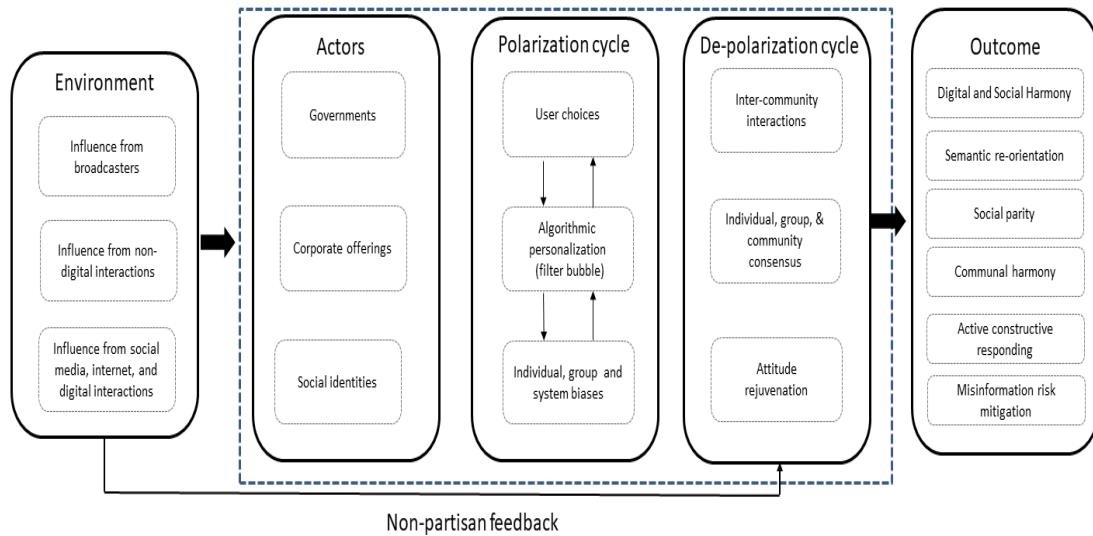 Environment
Influence from
broadcasters
Influence from non-
digital interactions
Influence from social
media, internet, and
digital interactions
Actors
Governments
Corporate offerings
Social identities
Polarization cycle
User choices
Algorithmic
personalization
(filter bubble)
Individual, group and
system biases
De-polarization cycle
Inter-community
interactions
Individual, group, &
community
consensus
Attitude
rejuvenation
Outcome
Digital and Social Harmony
Semantic re-orientation
Social parity
Communal harmony
Active constructive
responding
Misinformation risk
mitigation
Non-partisan feedback